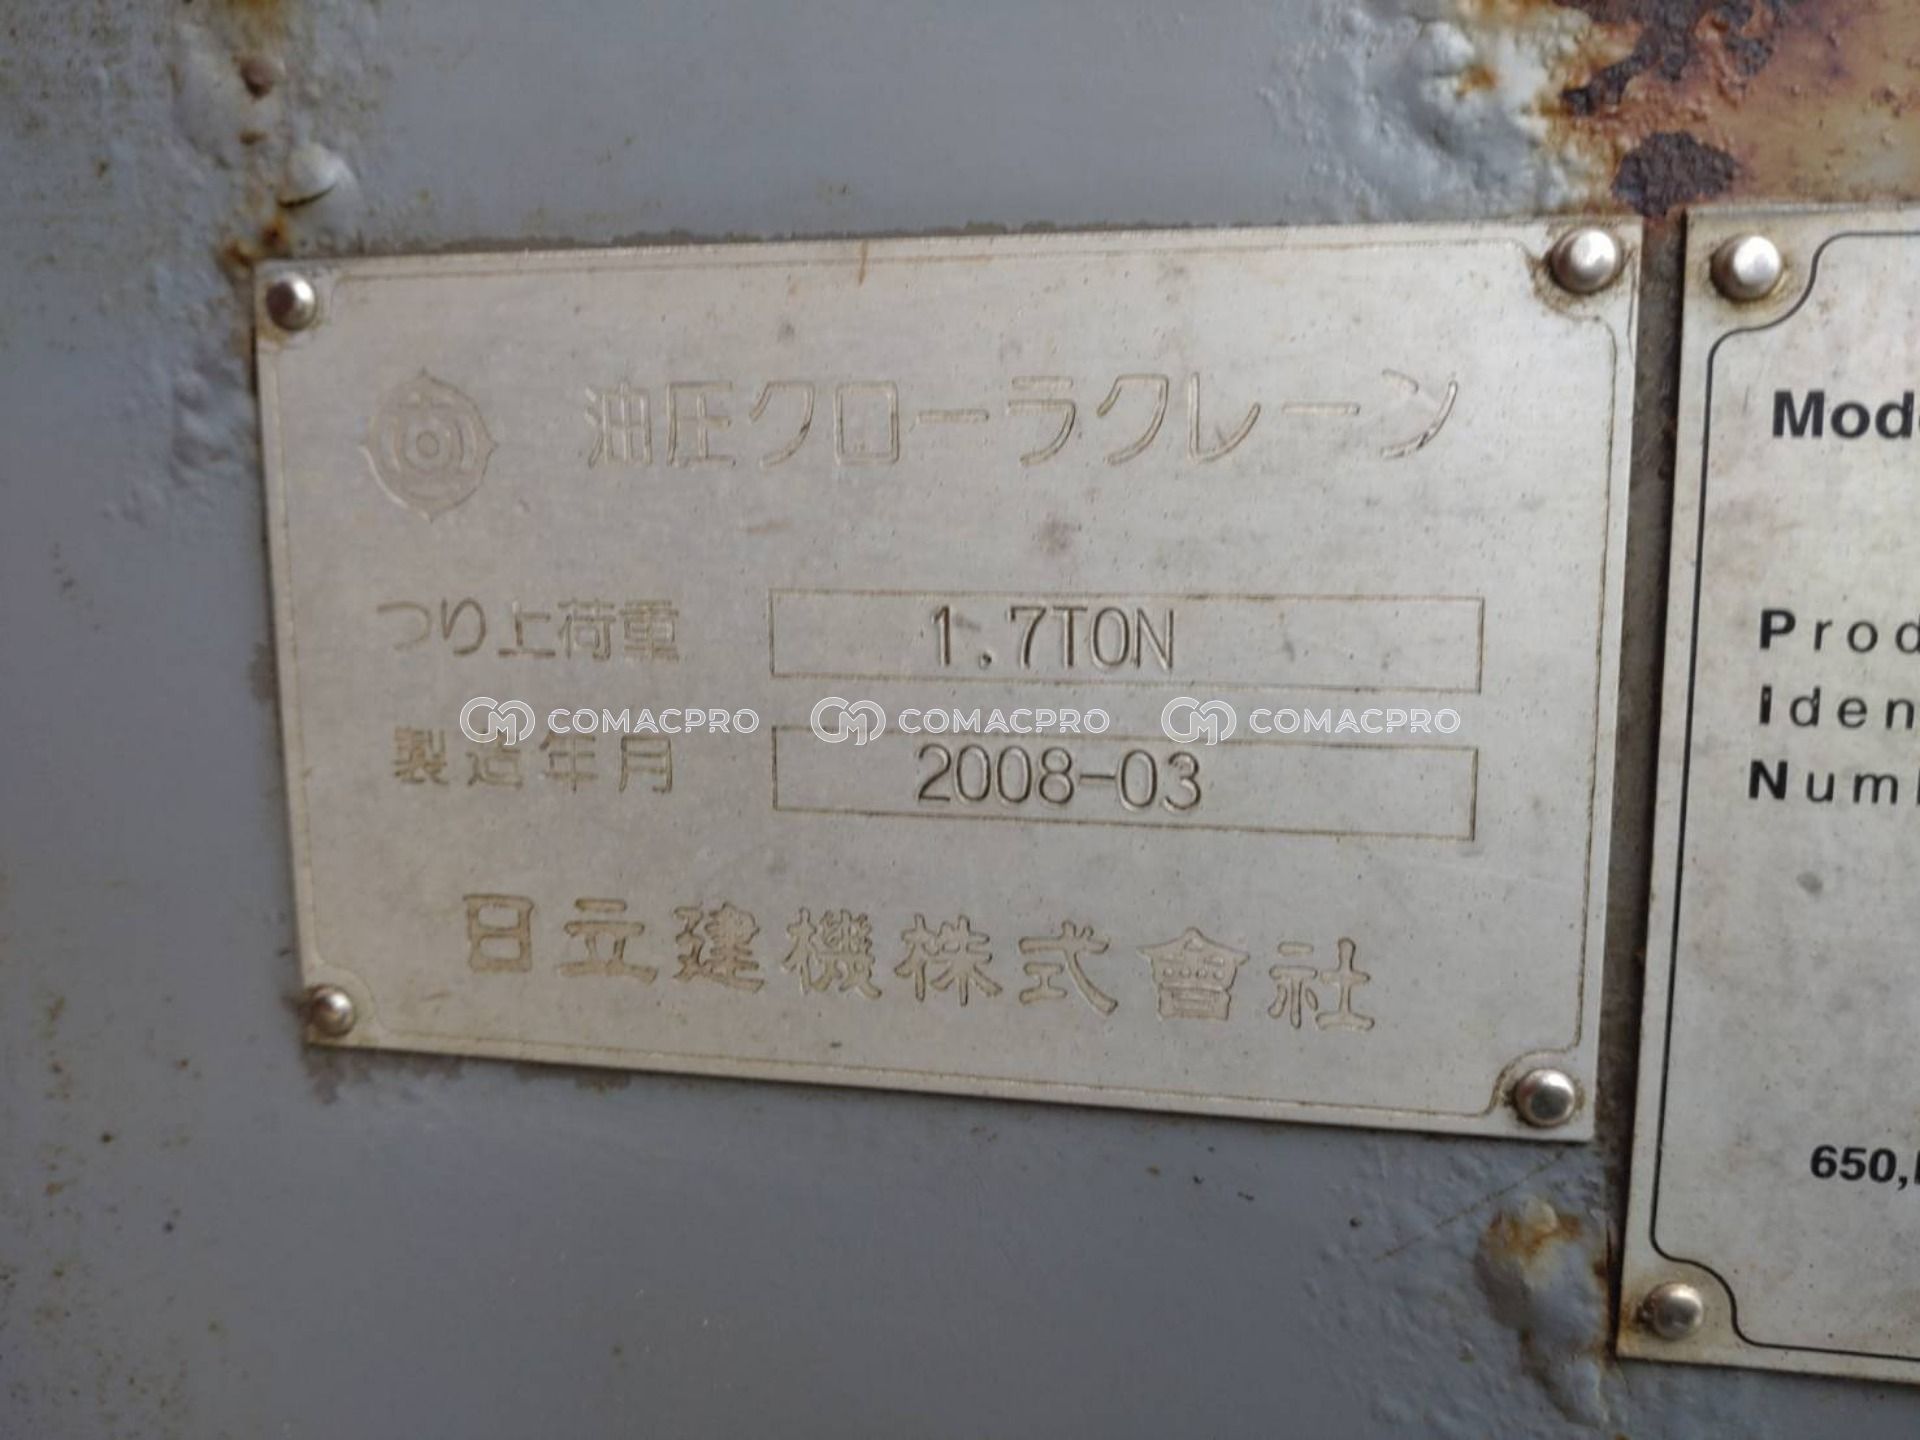 油圧クローラクレーン
つり上荷重 1.7TON
COMACPRO COMACPRO COMACPRO
製造年月 2008-03
日立建機株式會社
Mod
Prod
Iden
Num
650,